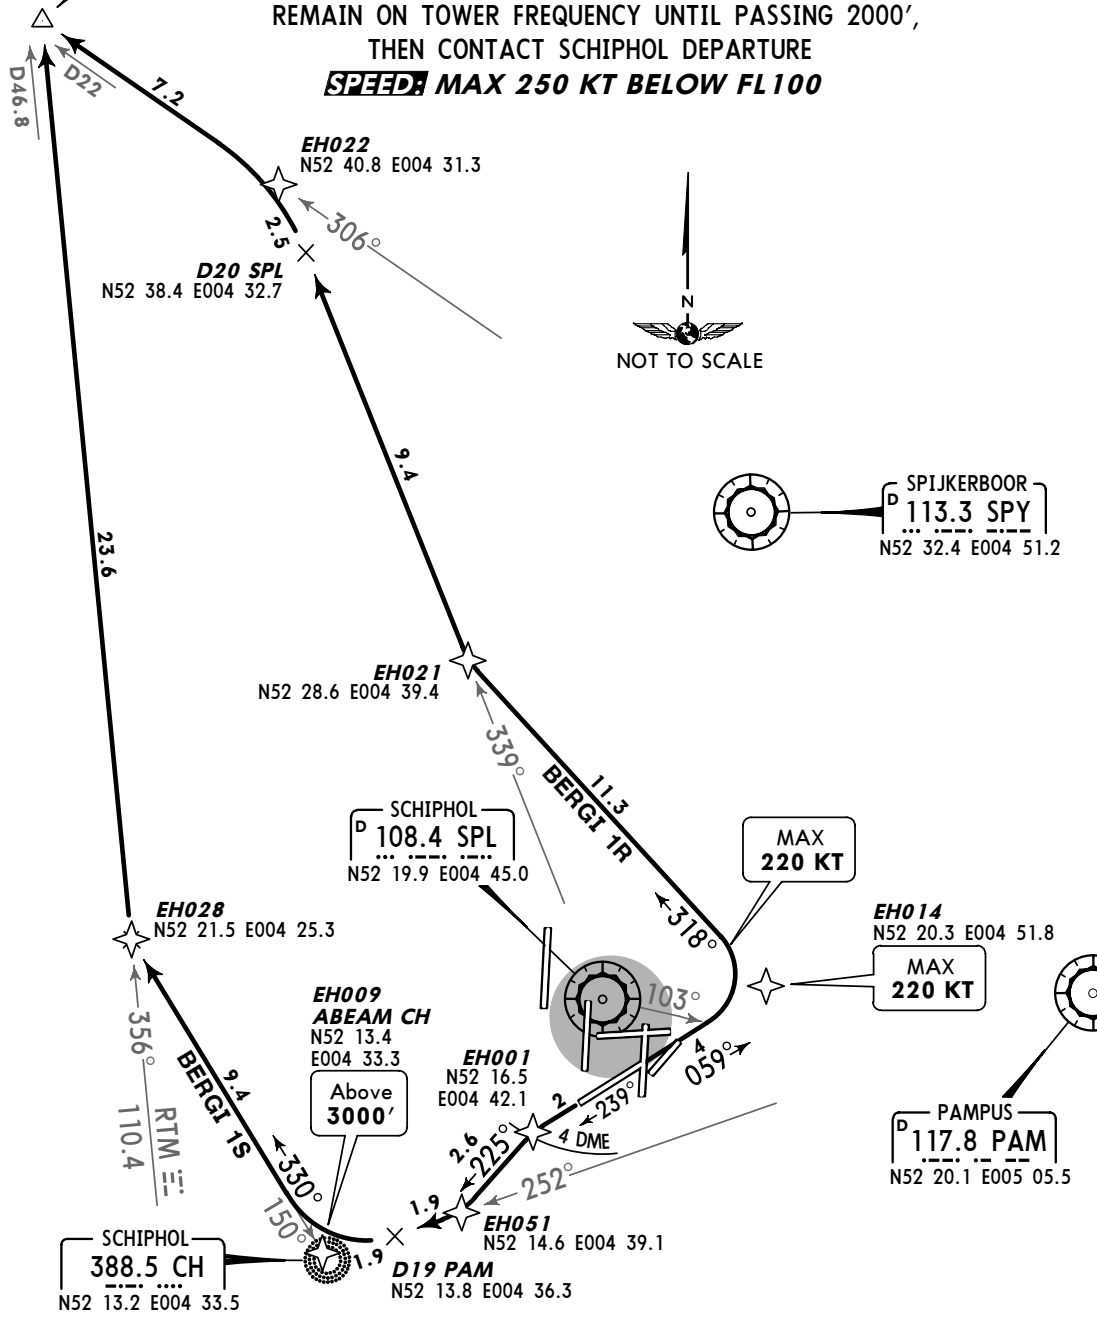 REMAIN ON TOWER FREQUENCY UNTIL PASSING 2000',
THEN CONTACT SCHIPHOL DEPARTURE
SPEED: MAX 250 KT BELOW FL100
D46.8
D22
7.2
EH022
N52 40.8 E004 31.3
2.5
306°
D20 SPL
N52 38.4 E004 32.7
N
NOT TO SCALE
9.4
SPIJKERBOOR
D 113.3 SPY
N52 32.4 E004 51.2
23.6
EH021
N52 28.6 E004 39.4
339°
11.3
BERGI 1R
SCHIPHOL
D 108.4 SPL
N52 19.9 E004 45.0
MAX
220 KT
318°
EH014
N52 20.3 E004 51.8
MAX
220 KT
EH028
N52 21.5 E004 25.3
103°
4
059°
EH009
ABEAM CH
N52 13.4
E004 33.3
Above
3000'
356°
RTM
110.4
9.4
BERGI 1S
EH001
N52 16.5
E004 42.1
2
239°
4 DME
2.6
225°
252°
PAMPUS
D 117.8 PAM
N52 20.1 E005 05.5
330°
150°
1.9
EH051
N52 14.6 E004 39.1
SCHIPHOL
388.5 CH
N52 13.2 E004 33.5
1.9
D19 PAM
N52 13.8 E004 36.3